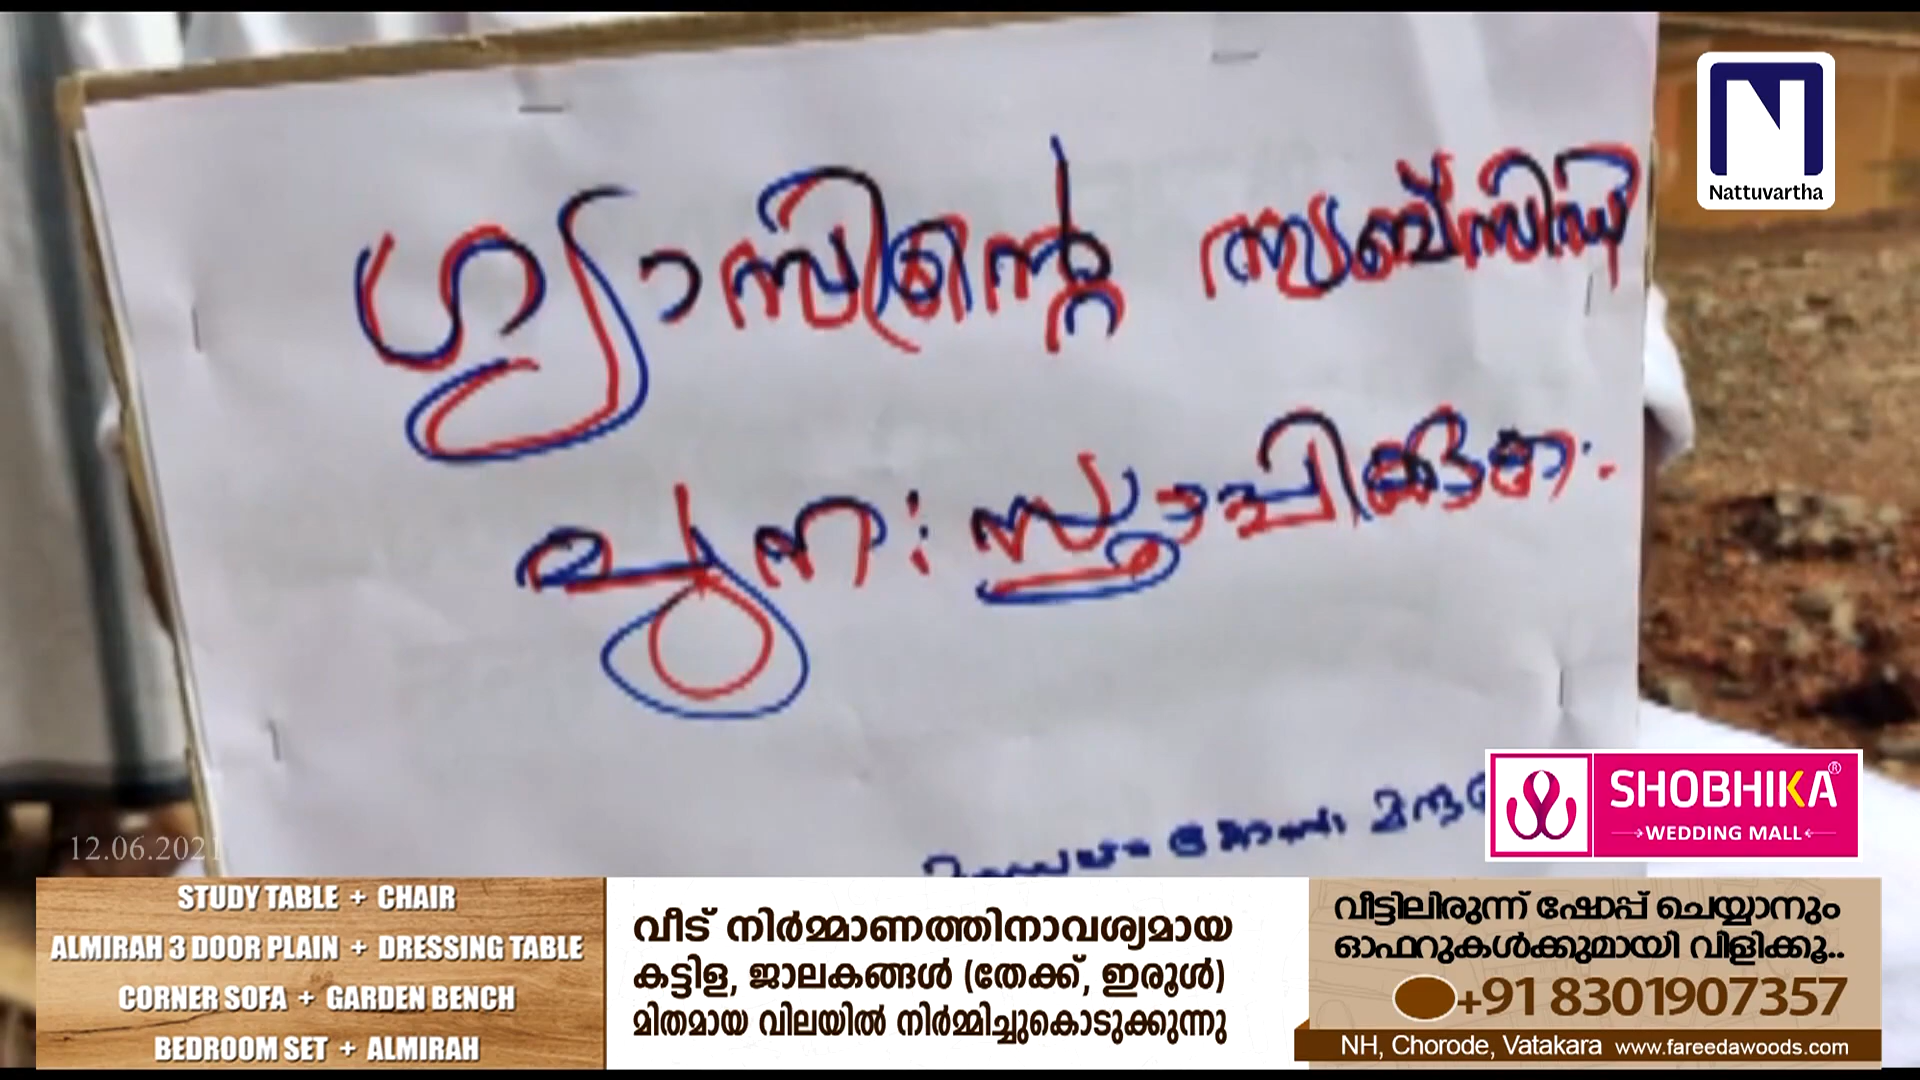 Nattuvartha
ഗ്യാസിന്റെ സബ്സിഡി
പുന:സ്ഥാപിക്കുക.
SHOBHIKA®
WEDDING MALL
12.06.2021
STUDY TABLE + CHAIR
ALMIRAH 3 DOOR PLAIN + DRESSING TABLE
CORNER SOFA + GARDEN BENCH
BEDROOM SET + ALMIRAH
വീട് നിർമ്മാണത്തിനാവശ്യമായ
കട്ടിള, ജാലകങ്ങൾ (തേക്ക്, ഇരൂൾ)
മിതമായ വിലയിൽ നിർമ്മിച്ചുകൊടുക്കുന്നു
വീട്ടിലിരുന്ന് ഷോപ്പ് ചെയ്യാനും
ഓഫറുകൾക്കുമായി വിളിക്കൂ..
+91 8301907357
NH, Chorode, Vatakara www.fareedawoods.com